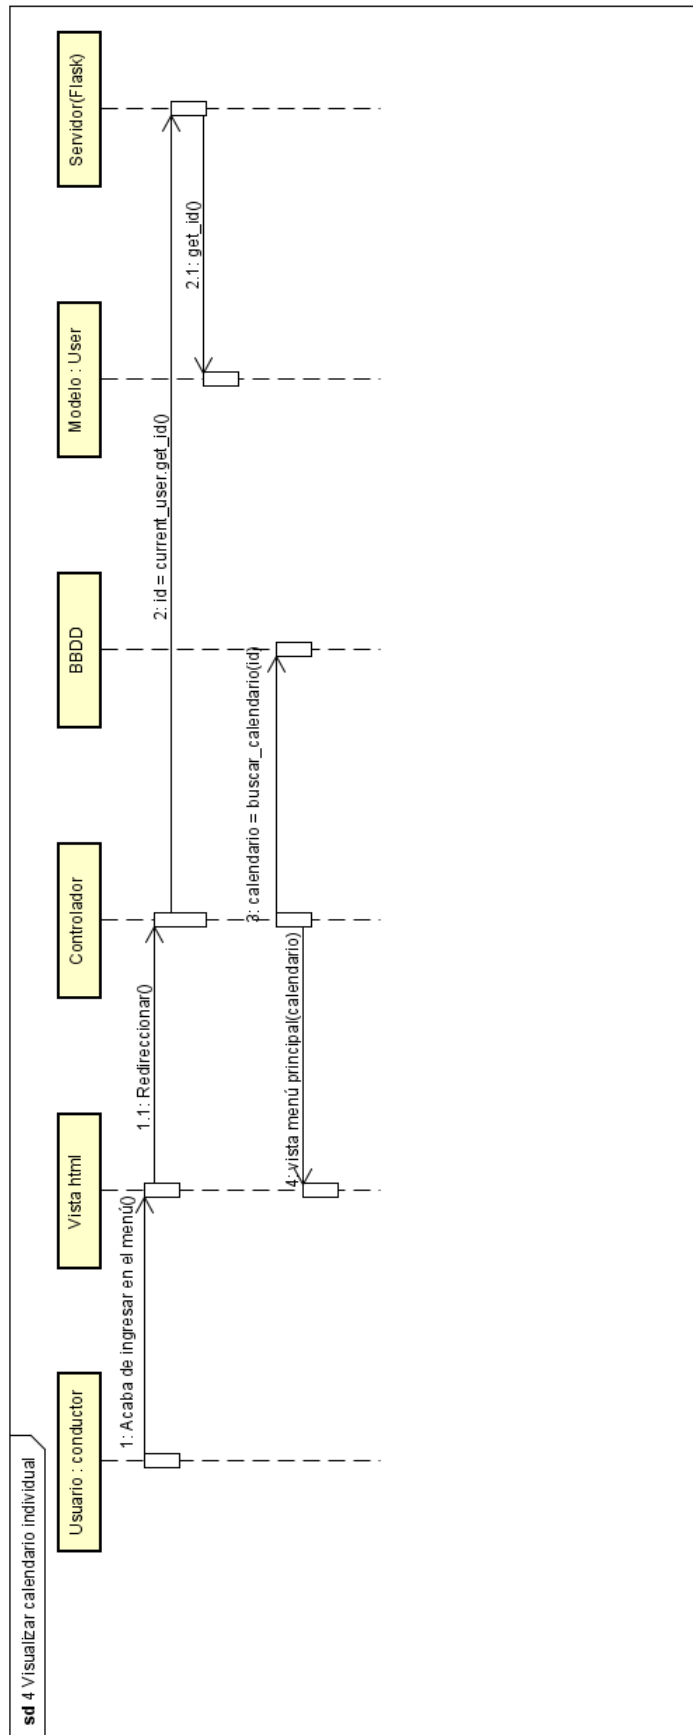 sd 4 Visualizar calendario individual
Usuario : conductor
Vista html
Controlador
BBDD
Modelo : User
Servidor(Flask)
1: Acaba de ingresar en el menú()
1.1: Redireccionar()
2: id = current_user.get_id()
2.1: get_id()
3: calendario = buscar_calendario(id)
4: vista menú principal(calendario)